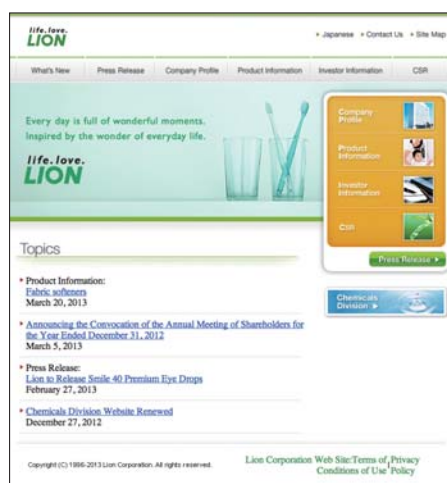 life.love.
LION
Japanese Contact Us Site Map
What's New Press Release Company Profile Product Information Investor Information CSR
Every day is full of wonderful moments.
Inspired by the wonder of everyday life.
life.love.
LION
Company
Profile
Product
Information
Investor
Information
CSR
Press Release
Chemicals
Division
Topics
Product Information:
Fabric softeners
March 20, 2013
Announcing the Convocation of the Annual Meeting of Shareholders for
the Year Ended December 31, 2012
March 5, 2013
Press Release:
Lion to Release Smile 40 Premium Eye Drops
February 27, 2013
Chemicals Division Website Renewed
December 27, 2012
Copyright (C) 1996-2013 Lion Corporation. All rights reserved.
Lion Corporation Web Site:Terms of
Conditions of Use
|
Privacy
Policy